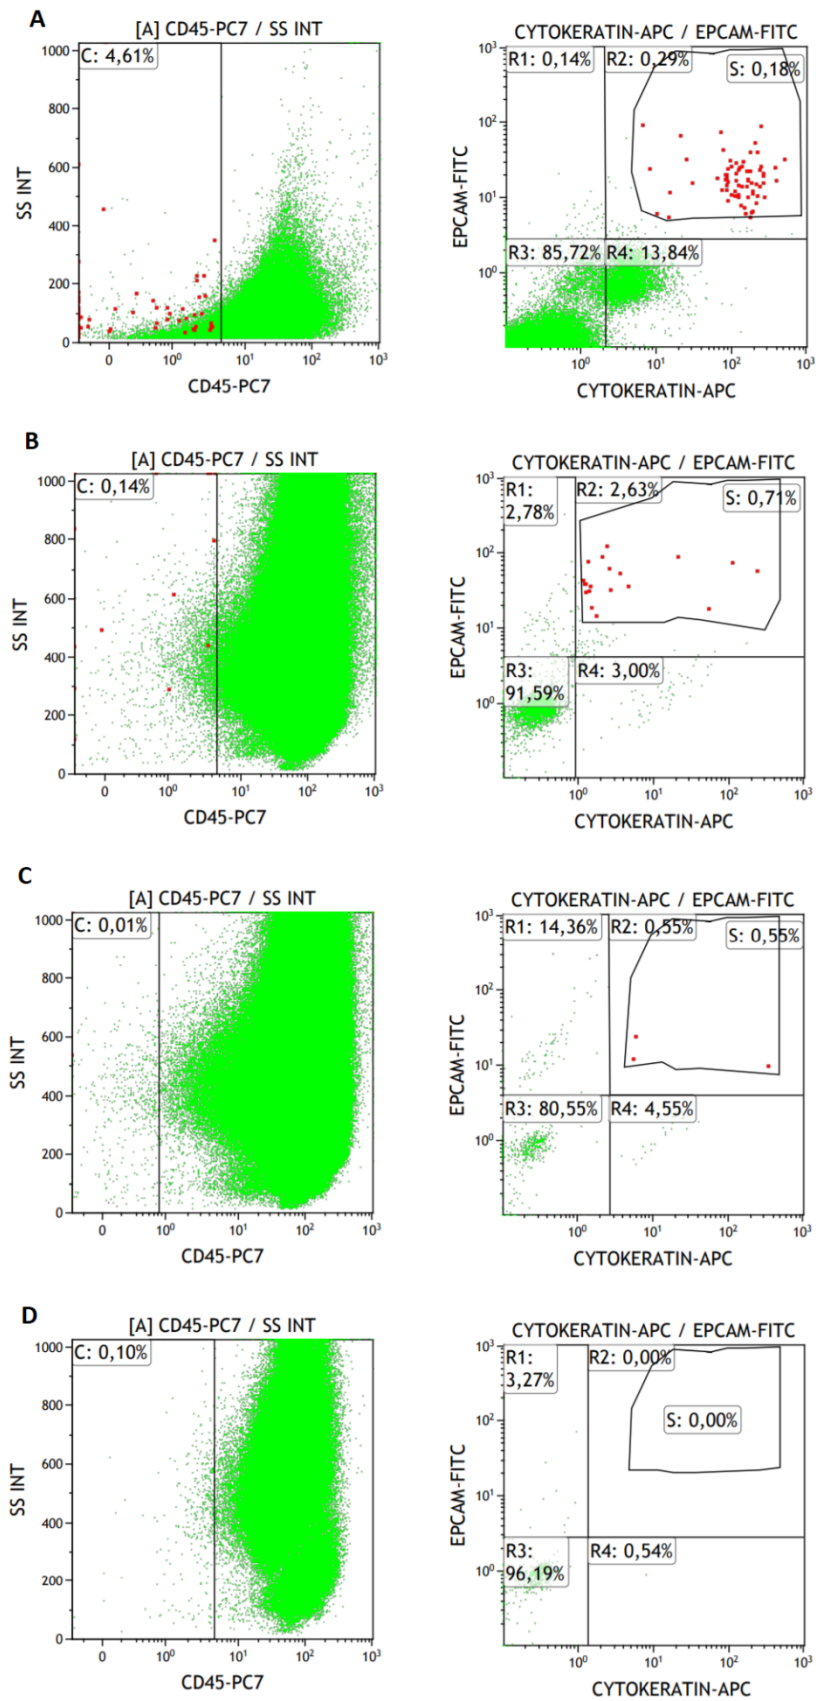 A
[A] CD45-PC7 / SS INT
C: 4,61%
1000
800
600
400
200
0
SS INT
0
10⁰
10¹
10²
10³
CD45-PC7
CYTOKERATIN-APC / EPCAM-FITC
R1: 0,14%
R2: 0,29%
S: 0,18%
R3: 85,72%
R4: 13,84%
10³
10²
10¹
10⁰
EPCAM-FITC
10⁰
10¹
10²
10³
CYTOKERATIN-APC
B
[A] CD45-PC7 / SS INT
C: 0,14%
1000
800
600
400
200
0
SS INT
0
10⁰
10¹
10²
10³
CD45-PC7
CYTOKERATIN-APC / EPCAM-FITC
R1:
2,78%
R2: 2,63%
S: 0,71%
R3:
91,59%
R4: 3,00%
10³
10²
10¹
10⁰
EPCAM-FITC
10⁰
10¹
10²
10³
CYTOKERATIN-APC
C
[A] CD45-PC7 / SS INT
C: 0,01%
1000
800
600
400
200
0
SS INT
0
10⁰
10¹
10²
10³
CD45-PC7
CYTOKERATIN-APC / EPCAM-FITC
R1: 14,36%
R2: 0,55%
S: 0,55%
R3: 80,55%
R4: 4,55%
10³
10²
10¹
10⁰
EPCAM-FITC
10⁰
10¹
10²
10³
CYTOKERATIN-APC
D
[A] CD45-PC7 / SS INT
C: 0,10%
1000
800
600
400
200
0
SS INT
0
10⁰
10¹
10²
10³
CD45-PC7
CYTOKERATIN-APC / EPCAM-FITC
R1:
3,27%
R2: 0,00%
S: 0,00%
R3:
96,19%
R4: 0,54%
10³
10²
10¹
10⁰
EPCAM-FITC
10⁰
10¹
10²
10³
CYTOKERATIN-APC